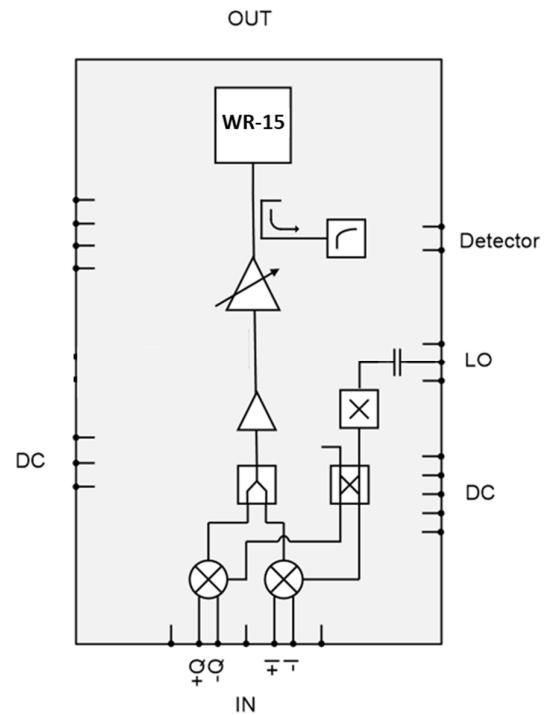 OUT
WR-15
Detector
LO
DC
DC
+Q
-Q
+I
-I
IN